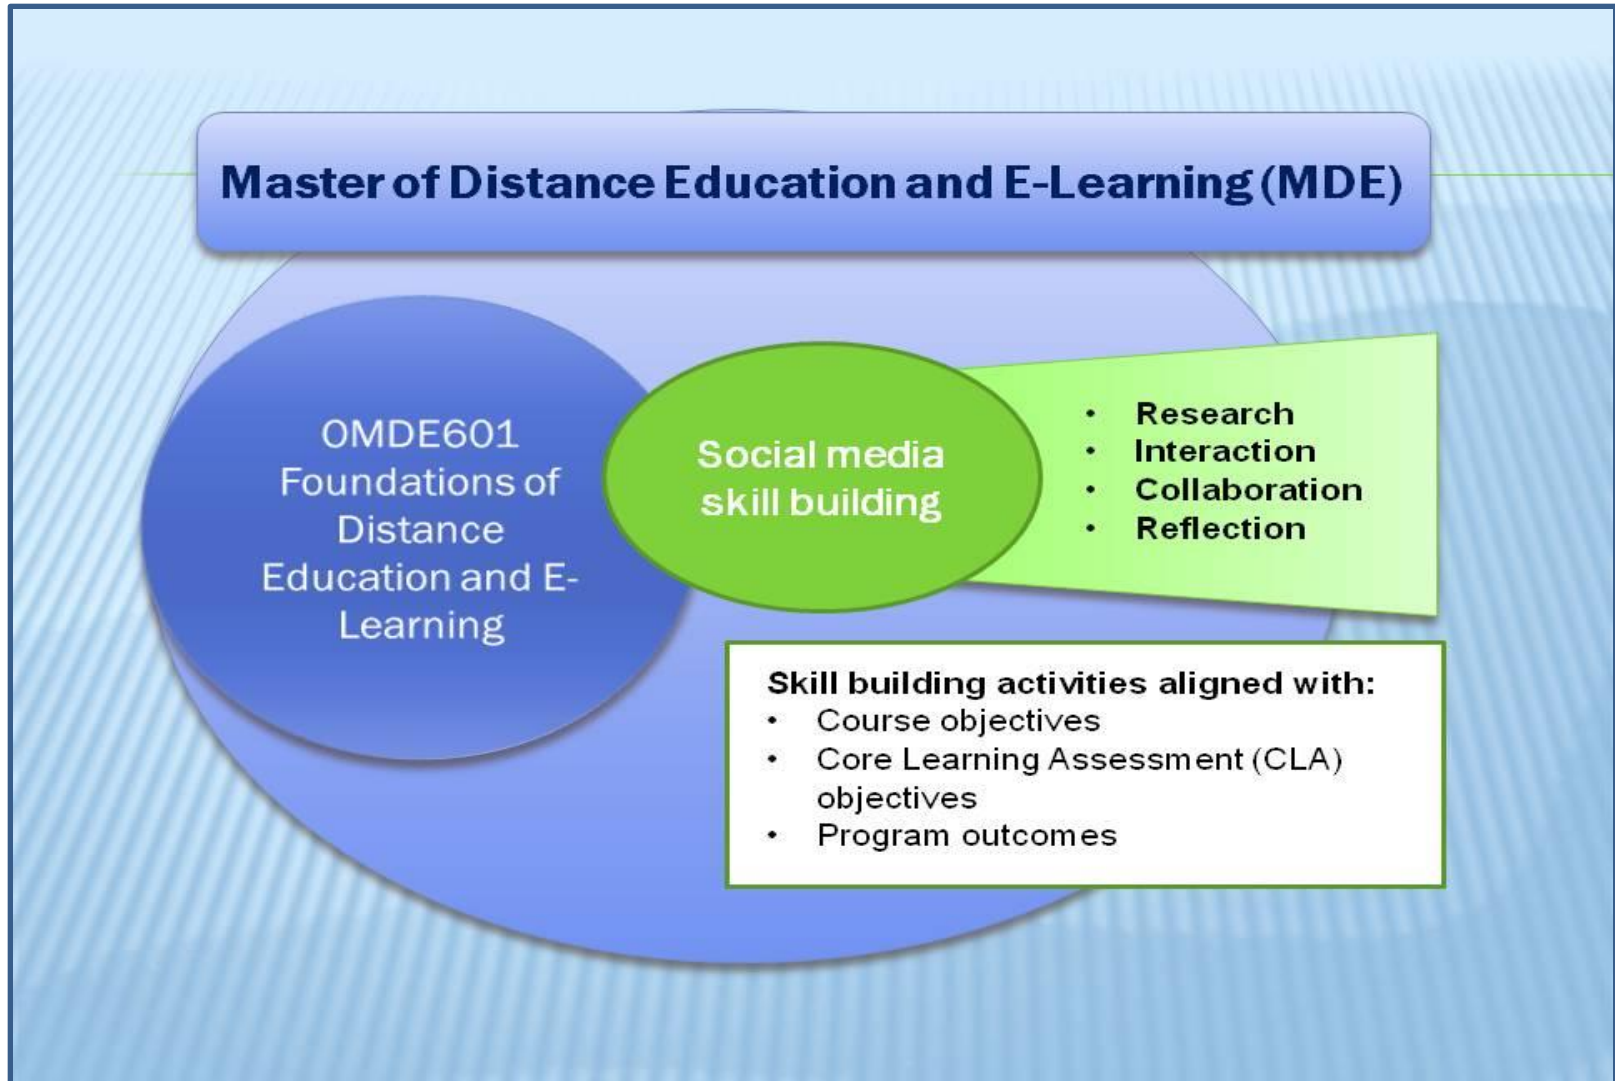 Master of Distance Education and E-Learning (MDE)
OMDE601
Foundations of
Distance
Education and E-
Learning
Social media
skill building
• Research
• Interaction
• Collaboration
• Reflection
Skill building activities aligned with:
• Course objectives
• Core Learning Assessment (CLA)
objectives
• Program outcomes